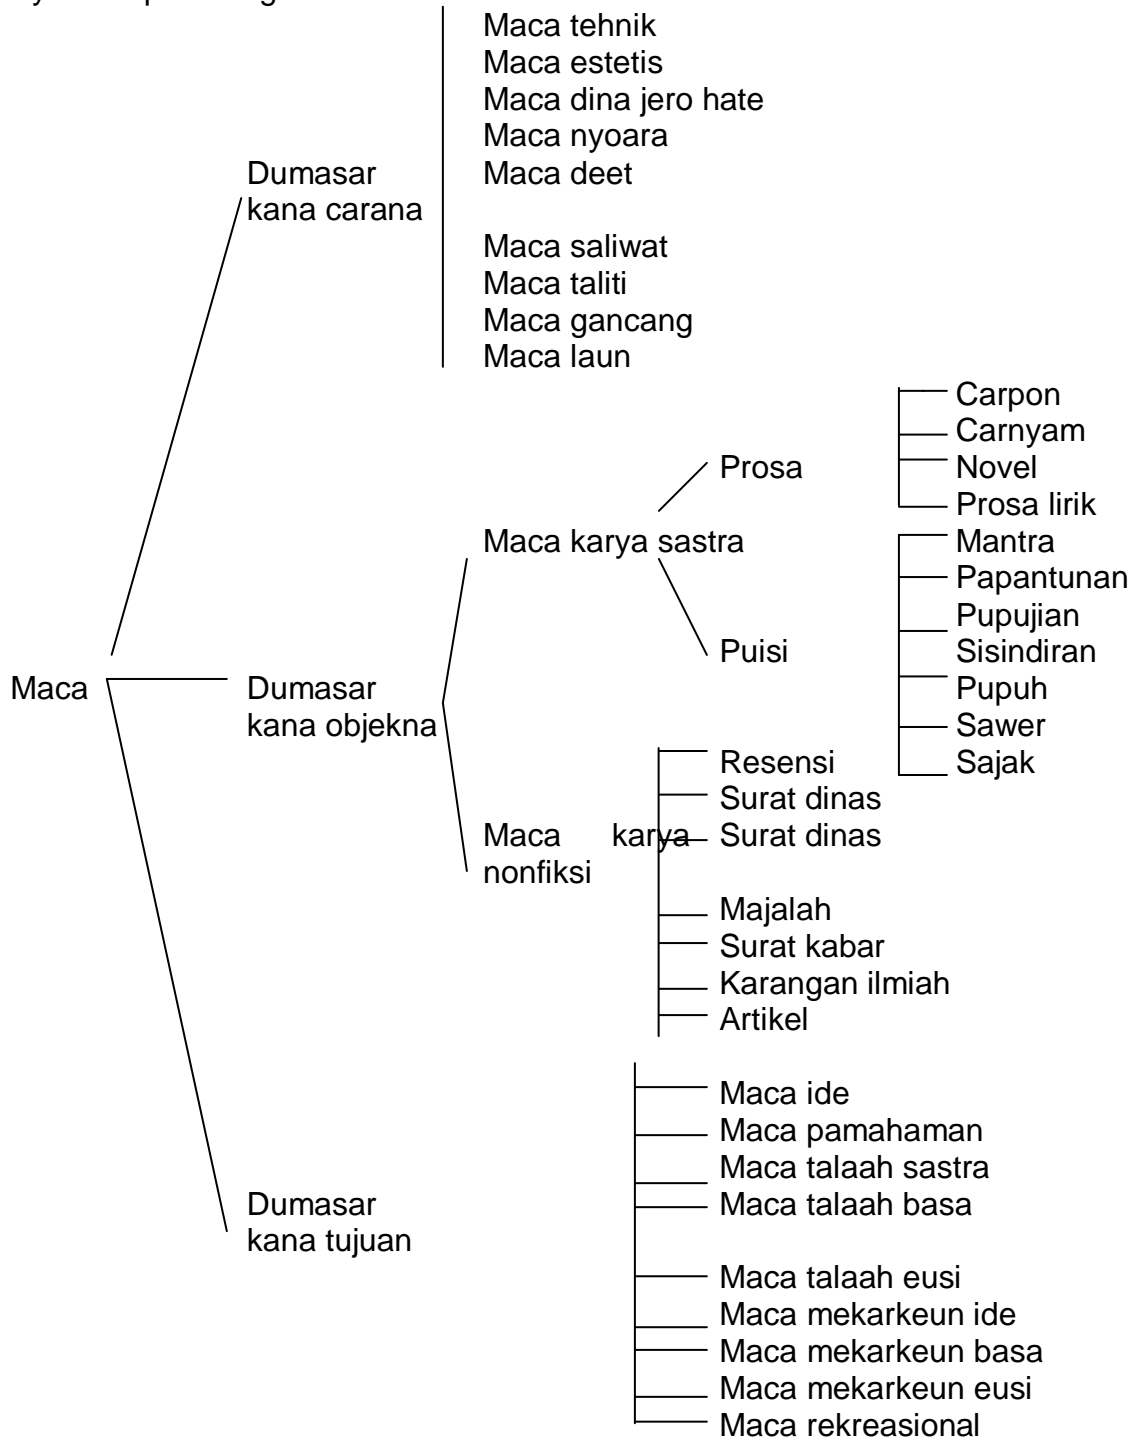 Maca tehnik
Maca estetis
Maca dina jero hate
Maca nyoara
Dumasar
kana carana
Maca deet
Maca saliwat
Maca taliti
Maca gancang
Maca laun
Carpon
Carnyam
Prosa
Novel
Prosa lirik
Maca karya sastra
Mantra
Papantunan
Pupujian
Puisi
Sisindiran
Maca
Dumasar
kana objekna
Pupuh
Sawer
Sajak
Resensi
Surat dinas
Maca karya
nonfiksi
Surat dinas
Majalah
Surat kabar
Karangan ilmiah
Artikel
Maca ide
Maca pamahaman
Maca talaah sastra
Dumasar
kana tujuan
Maca talaah basa
Maca talaah eusi
Maca mekarkeun ide
Maca mekarkeun basa
Maca mekarkeun eusi
Maca rekreasional